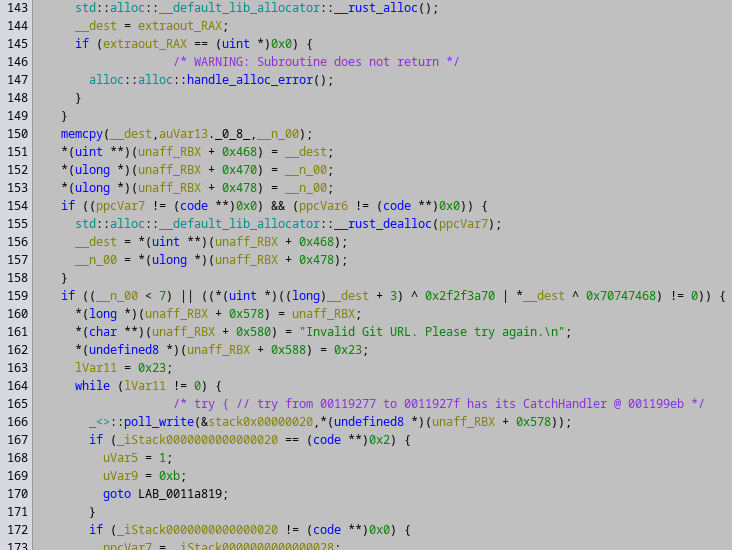 143 std::alloc::__default_lib_allocator::__rust_alloc();
144 __dest = extraout_RAX;
145 if (extraout_RAX == (uint *)0x0) {
146 /* WARNING: Subroutine does not return */
147 alloc::alloc::handle_alloc_error();
148 }
149 }
150 memcpy(__dest,auVar13._0_8_,__n_00);
151 *(uint **)(unaff_RBX + 0x468) = __dest;
152 *(ulong *)(unaff_RBX + 0x470) = __n_00;
153 *(ulong *)(unaff_RBX + 0x478) = __n_00;
154 if ((ppcVar7 != (code **)0x0) && (ppcVar6 != (code **)0x0)) {
155 std::alloc::__default_lib_allocator::__rust_dealloc(ppcVar7);
156 __dest = *(uint **)(unaff_RBX + 0x468);
157 __n_00 = *(ulong *)(unaff_RBX + 0x478);
158 }
159 if ((__n_00 < 7) || ((*(uint *)((long)__dest + 3) ^ 0x2f2f3a70 | *__dest ^ 0x70747468) != 0)) {
160 *(long *)(unaff_RBX + 0x578) = unaff_RBX;
161 *(char **)(unaff_RBX + 0x580) = "Invalid Git URL. Please try again.\n";
162 *(undefined8 *)(unaff_RBX + 0x588) = 0x23;
163 lVar11 = 0x23;
164 while (lVar11 != 0) {
165 /* try { // try from 00119277 to 0011927f has its CatchHandler @ 001199eb */
166 _<>::poll_write(&stack0x00000020,*(undefined8 *)(unaff_RBX + 0x578));
167 if (_iStack0000000000000020 == (code **)0x2) {
168 uVar5 = 1;
169 uVar9 = 0xb;
170 goto LAB_0011a819;
171 }
172 if (_iStack0000000000000020 != (code **)0x0) {
173 ppcVar7 = _iStack0000000000000028;